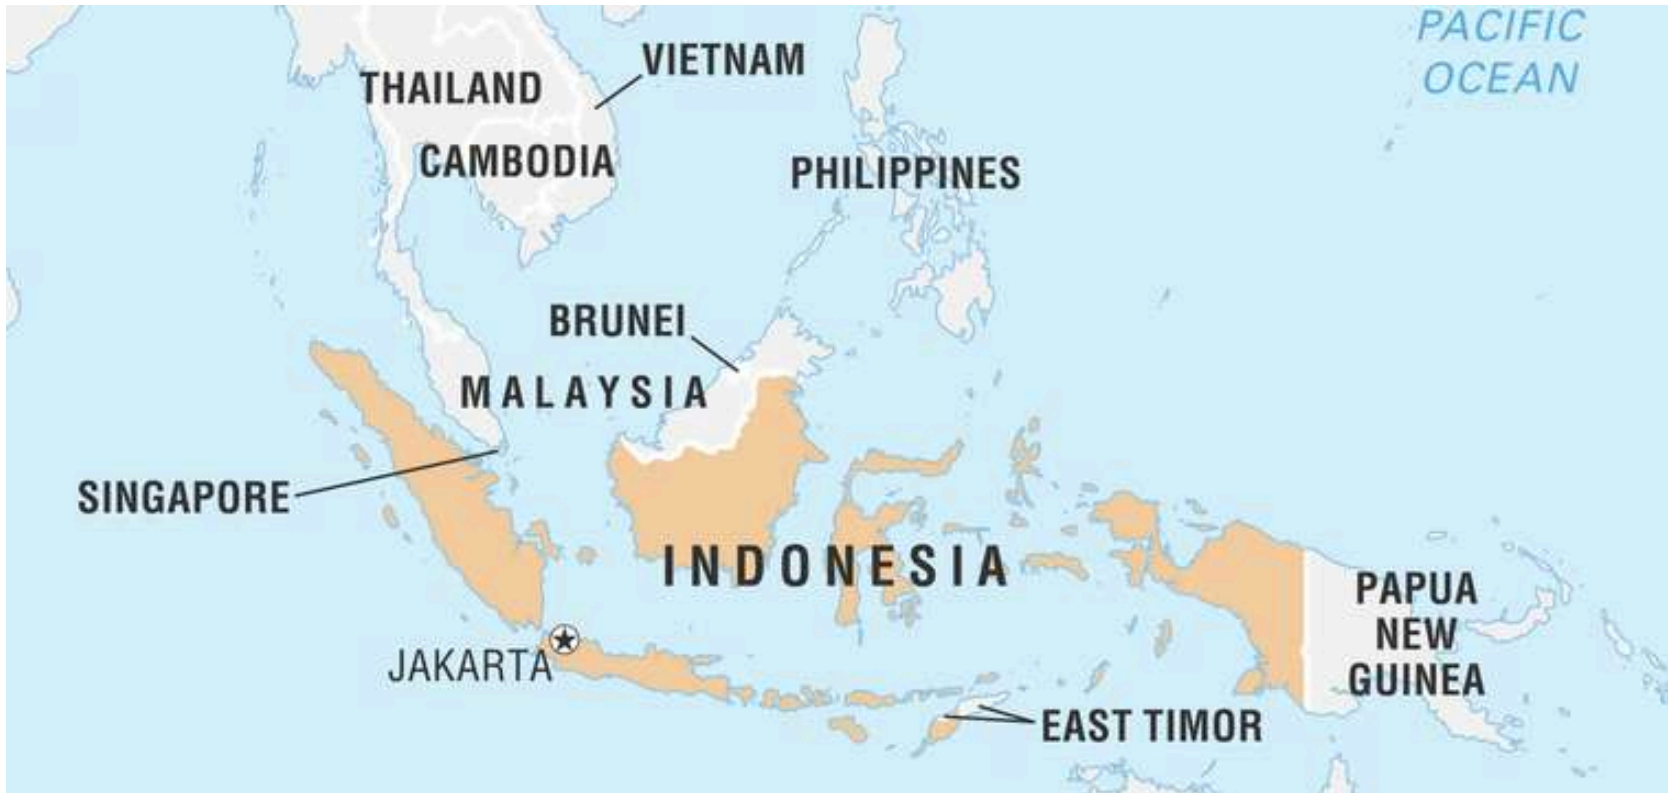 PACIFIC
OCEAN
VIETNAM
THAILAND
CAMBODIA
PHILIPPINES
BRUNEI
MALAYSIA
SINGAPORE
INDONESIA
PAPUA
NEW
GUINEA
JAKARTA
EAST TIMOR